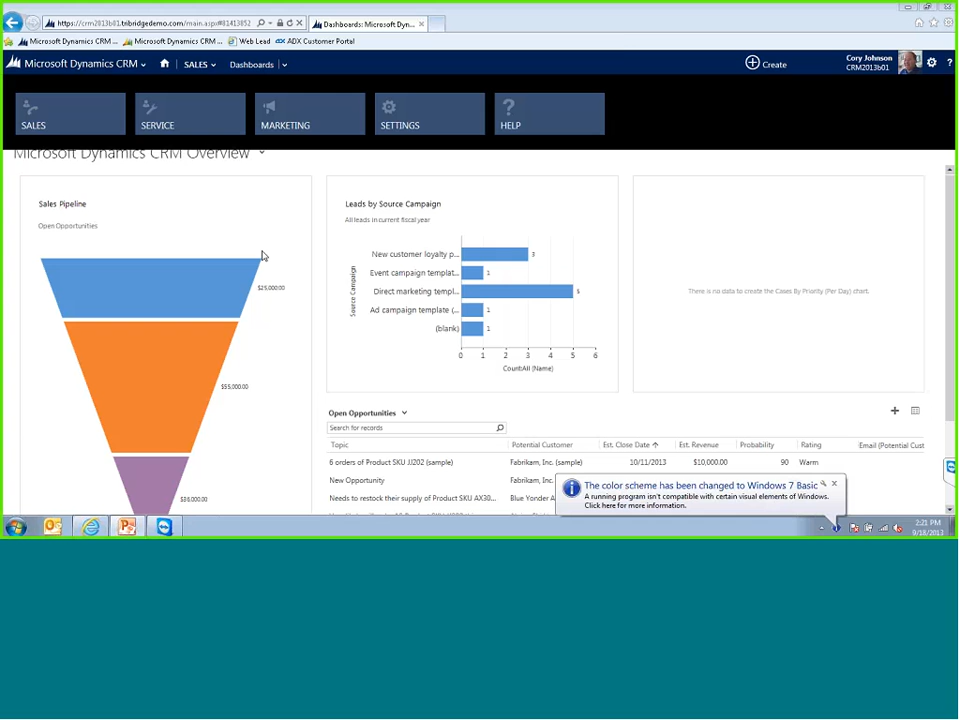 https://crm2013b01.tribridgedemo.com/main.aspx#81413852
Dashboards: Microsoft Dyn...
Microsoft Dynamics CRM ...
Microsoft Dynamics CRM ...
Web Lead
ADX Customer Portal
Microsoft Dynamics CRM
SALES
Dashboards
Create
Cory Johnson
CRM2013b01
?
SALES
SERVICE
MARKETING
SETTINGS
HELP
Microsoft Dynamics CRM Overview
Sales Pipeline
Open Opportunities
$25,000.00
$55,000.00
$36,000.00
Leads by Source Campaign
All leads in current fiscal year
Source Campaign
New customer loyalty p...
3
Event campaign templat...
1
Direct marketing templ...
5
Ad campaign template (...
1
(blank)
1
0 1 2 3 4 5 6
CountAll (Name)
There is no data to create the Cases By Priority (Per Day) chart.
Open Opportunities
Search for records
Topic Potential Customer Est. Close Date Est. Revenue Probability Rating Email (Potential Cust
6 orders of Product SKU JJ202 (sample) Fabrikam, Inc. (sample) 10/11/2013 $10,000.00 90 Warm
New Opportunity Fabrikam, Inc.
Needs to restock their supply of Product SKU AX30... Blue Yonder A
The color scheme has been changed to Windows 7 Basic
A running program isn't compatible with certain visual elements of Windows.
Click here for more information.
2:21 PM
9/18/2013